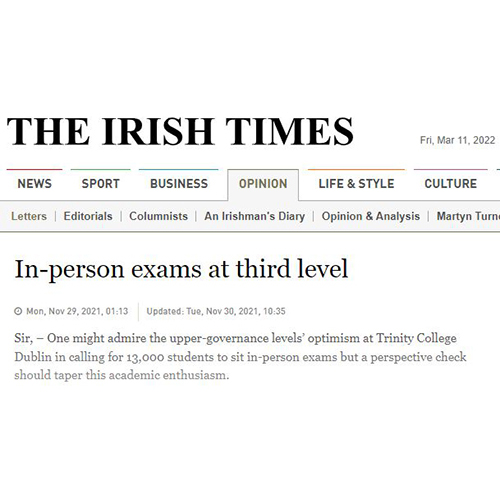 THE IRISH TIMES
Fri, Mar 11, 2022
NEWS SPORT BUSINESS OPINION LIFE & STYLE CULTURE
Letters | Editorials | Columnists | An Irishman's Diary | Opinion & Analysis | Martyn Turn
In-person exams at third level
Mon, Nov 29, 2021, 01:13 | Updated: Tue, Nov 30, 2021, 10:35
Sir, – One might admire the upper-governance levels' optimism at Trinity College
Dublin in calling for 13,000 students to sit in-person exams but a perspective check
should taper this academic enthusiasm.